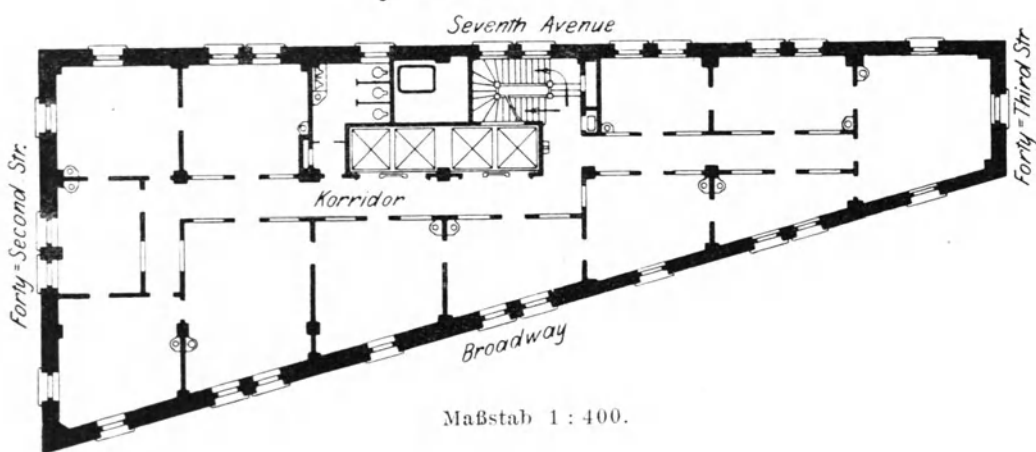 Seventh Avenue
Forty=Second Str.
Forty=Third Str.
Korridor
Broadway
Maßstab 1 : 400.